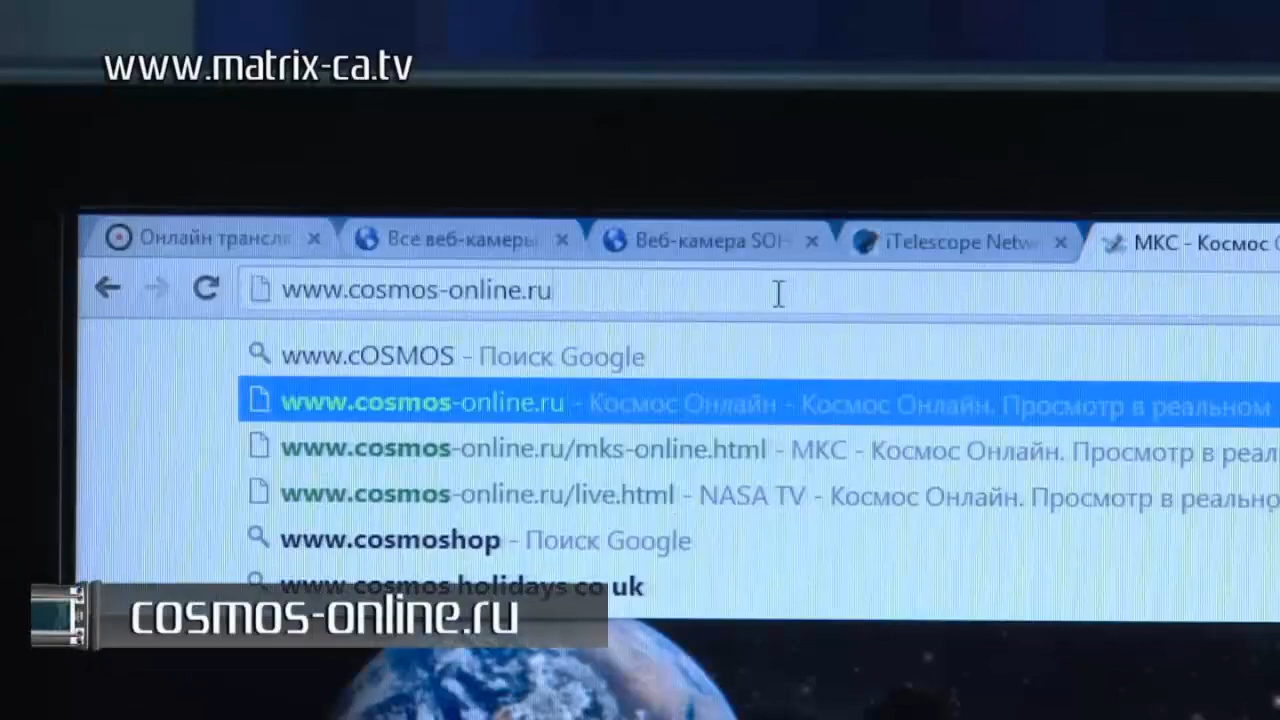 www.matrix-ca.tv
Онлайн трансля
Все веб-камеры
Веб-камера SOH
iTelescope Netw
МКС - Космос
www.cosmos-online.ru
www.cOSMOS - Поиск Google
www.cosmos-online.ru - Космос Онлайн - Космос Онлайн. Просмотр в реальном
www.cosmos-online.ru/mks-online.html - МКС - Космос Онлайн. Просмотр в реал
www.cosmos-online.ru/live.html - NASA TV - Космос Онлайн. Просмотр в реально
www.cosmoshop - Поиск Google
www.cosmos holidays co uk
cosmos-online.ru